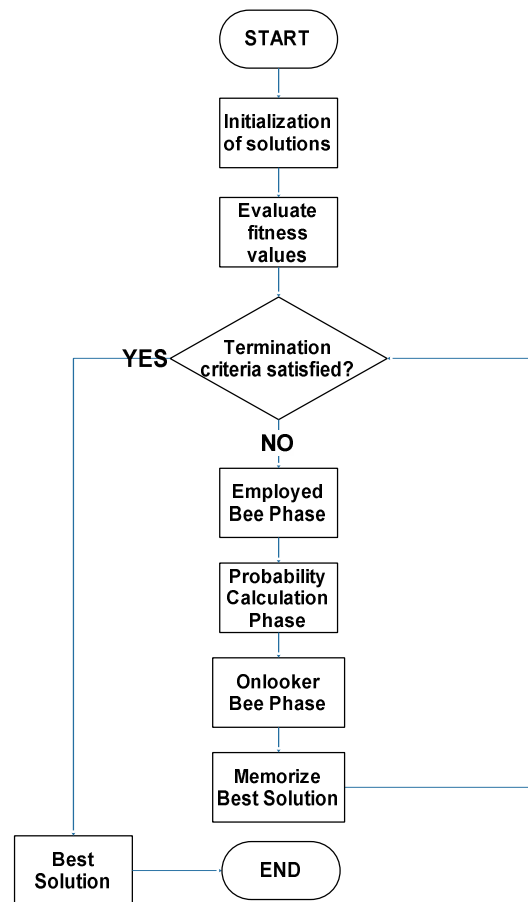 START
Initialization
of solutions
Evaluate
fitness
values
Termination
criteria satisfied?
YES
NO
Employed
Bee Phase
Probability
Calculation
Phase
Onlooker
Bee Phase
Memorize
Best Solution
Best
Solution
END